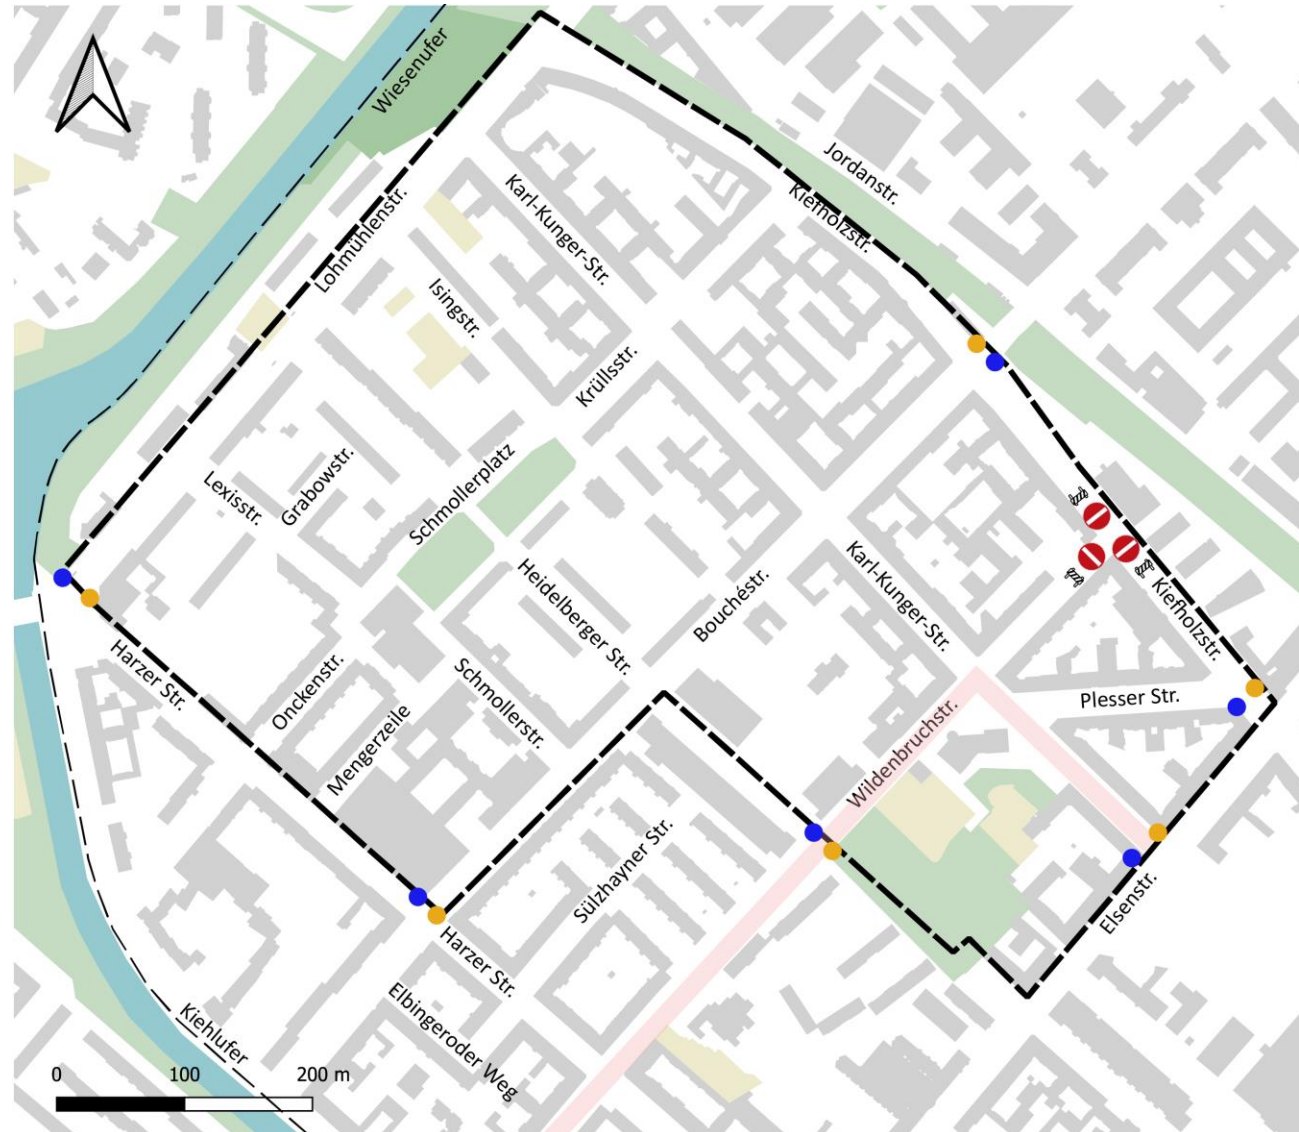 Wiesenufer
Jordanstr.
Karl-Kunger-Str.
Kiefholzstr.
Lohmühlenstr.
Isingstr.
Krüllsstr.
Lexisstr.
Grabowstr.
Schmollerplatz
Heidelberger Str.
Bouchéstr.
Karl-Kunger-Str.
Kiefholzstr.
Harzer Str.
Onckenstr.
Schmollerstr.
Plesser Str.
Mengerzeile
Wildenbruchstr.
Sülzhayner Str.
Elsenstr.
Harzer Str.
Elbingeroder Weg
Kiehlufer
0 100 200 m